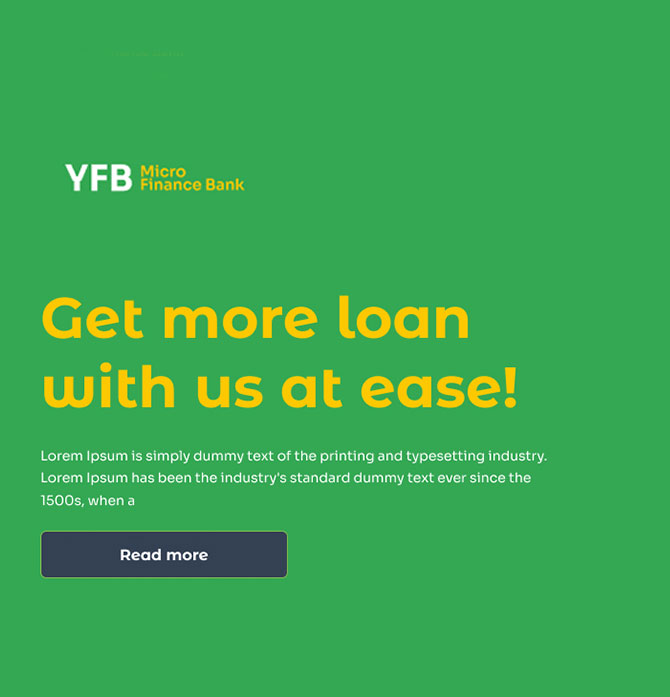 YFB Micro
Finance Bank
Get more loan
with us at ease!
Lorem Ipsum is simply dummy text of the printing and typesetting industry.
Lorem Ipsum has been the industry's standard dummy text ever since the
1500s, when a
Read more